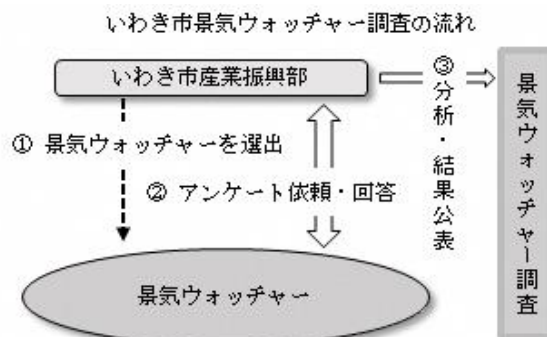 いわき市景気ウォッチャー調査の流れ
いわき市産業振興部
① 景気ウォッチャーを選出
② アンケート依頼・回答
③分析・結果公表
景気ウォッチャー
景気ウォッチャー調査